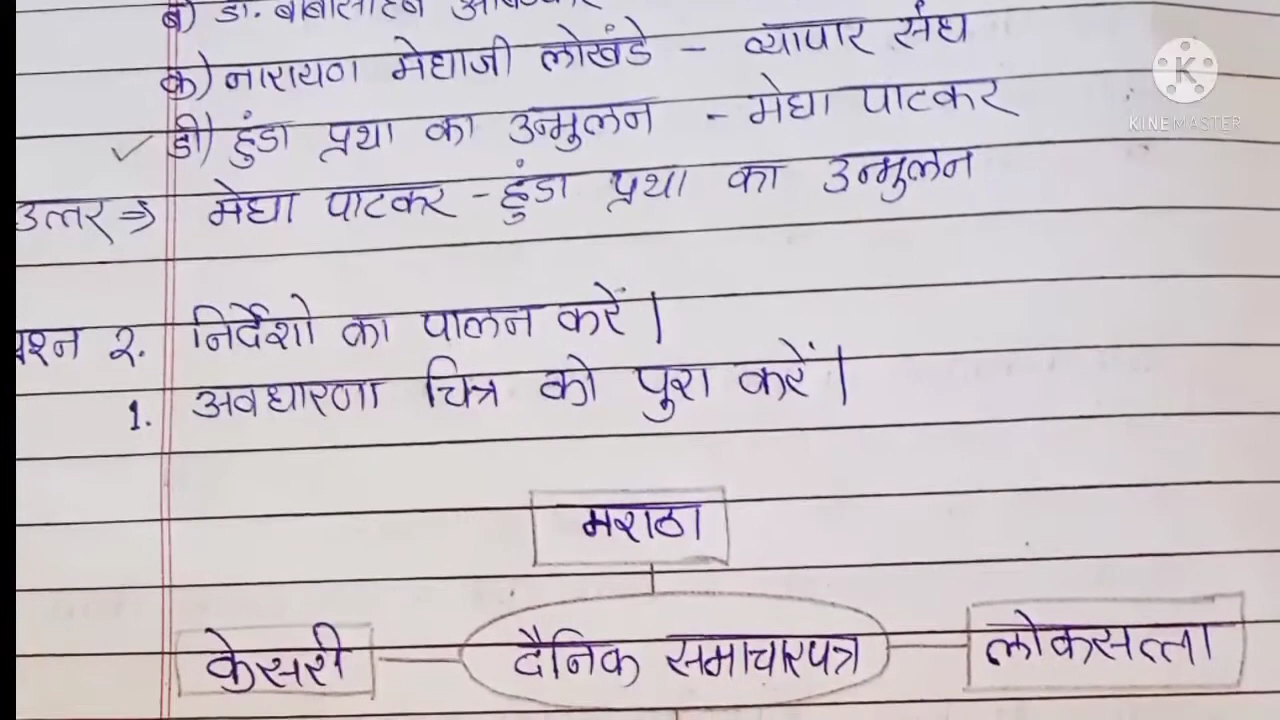 ब) डॉ. बाबासाहेब
क) नारायण मेघाजी लोखंडे - व्यापार संघ
K
KINEMASTER
✓ डी) हुंडा प्रथा का उन्मुलन - मेघा पाटकर
उत्तर ⇒ मेघा पाटकर - हुंडा प्रथा का उन्मुलन
प्रश्न २. निर्देशो का पालन करें |
1. अवधारणा चित्र को पुरा करें |
मराठा
केसरी दैनिक समाचारपत्र लोकसत्ता